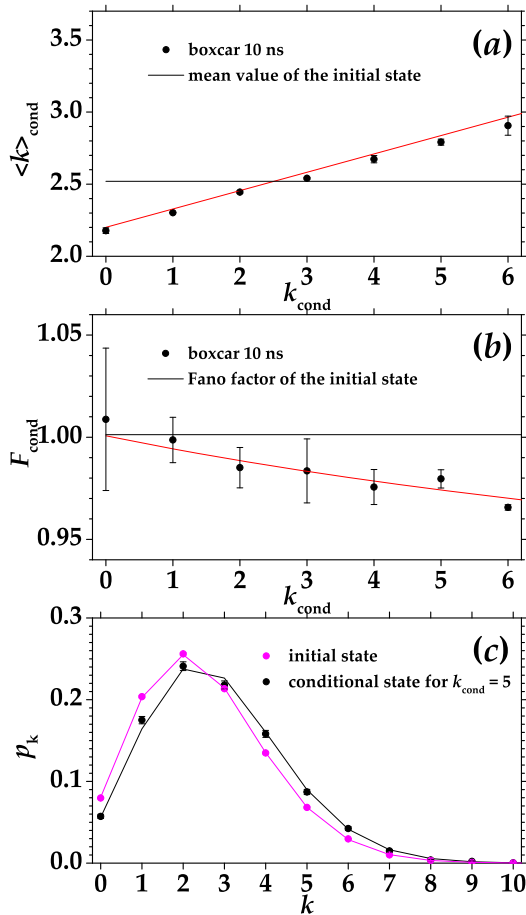 3.5
(a)
boxcar 10 ns
mean value of the initial state
3.0
<k>cond
2.5
2.0
0 1 2 3 4 5 6
kcond
1.05
(b)
boxcar 10 ns
Fano factor of the initial state
1.00
Fcond
0.95
0 1 2 3 4 5 6
kcond
0.3
(c)
initial state
conditional state for kcond = 5
0.2
pk
0.1
0.0
0 1 2 3 4 5 6 7 8 9 10
k